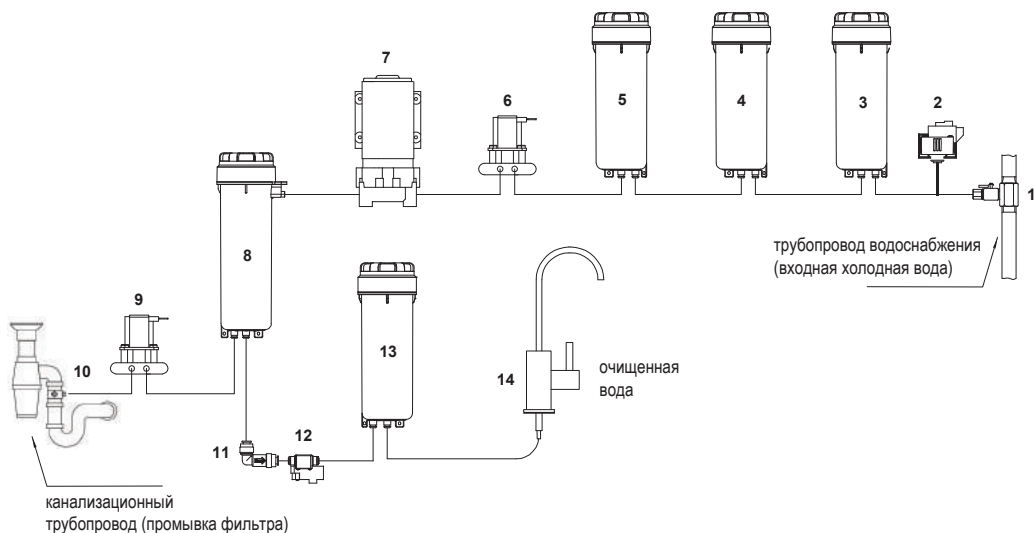 7
6
5
4
3
2
1
трубопровод водоснабжения
(входная холодная вода)
8
9
10
13
14
очищенная
вода
11
12
канализационный
трубопровод (промывка фильтра)